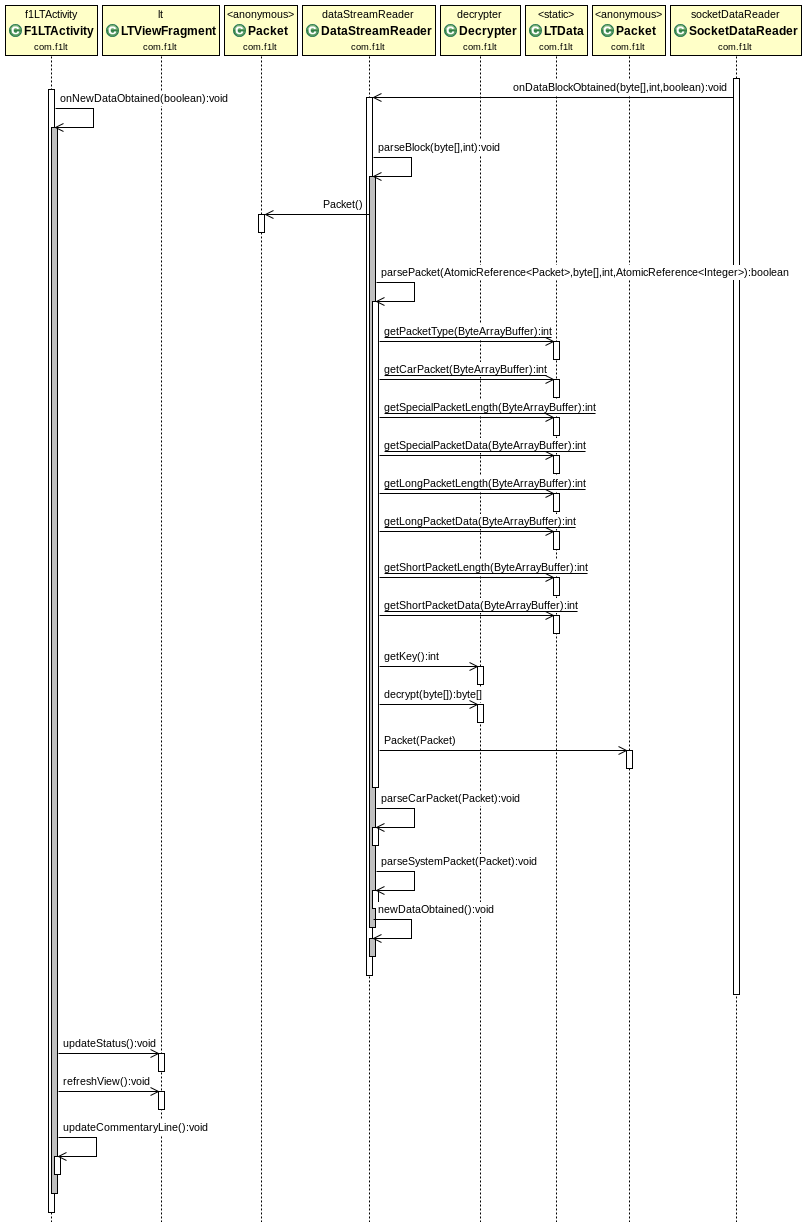 f1LTActivity
F1LTActivity
com.f1lt
lt
LTViewFragment
com.f1lt
<anonymous>
Packet
com.f1lt
dataStreamReader
DataStreamReader
com.f1lt
decrypter
Decrypter
com.f1lt
<static>
LTData
com.f1lt
<anonymous>
Packet
com.f1lt
socketDataReader
SocketDataReader
com.f1lt
onDataBlockObtained(byte[],int,boolean):void
onNewDataObtained(boolean):void
parseBlock(byte[],int):void
Packet()
parsePacket(AtomicReference<Packet>,byte[],int,AtomicReference<Integer>):boolean
getPacketType(ByteArrayBuffer):int
getCarPacket(ByteArrayBuffer):int
getSpecialPacketLength(ByteArrayBuffer):int
getSpecialPacketData(ByteArrayBuffer):int
getLongPacketLength(ByteArrayBuffer):int
getLongPacketData(ByteArrayBuffer):int
getShortPacketLength(ByteArrayBuffer):int
getShortPacketData(ByteArrayBuffer):int
getKey():int
decrypt(byte[]):byte[]
Packet(Packet)
parseCarPacket(Packet):void
parseSystemPacket(Packet):void
newDataObtained():void
updateStatus():void
refreshView():void
updateCommentaryLine():void